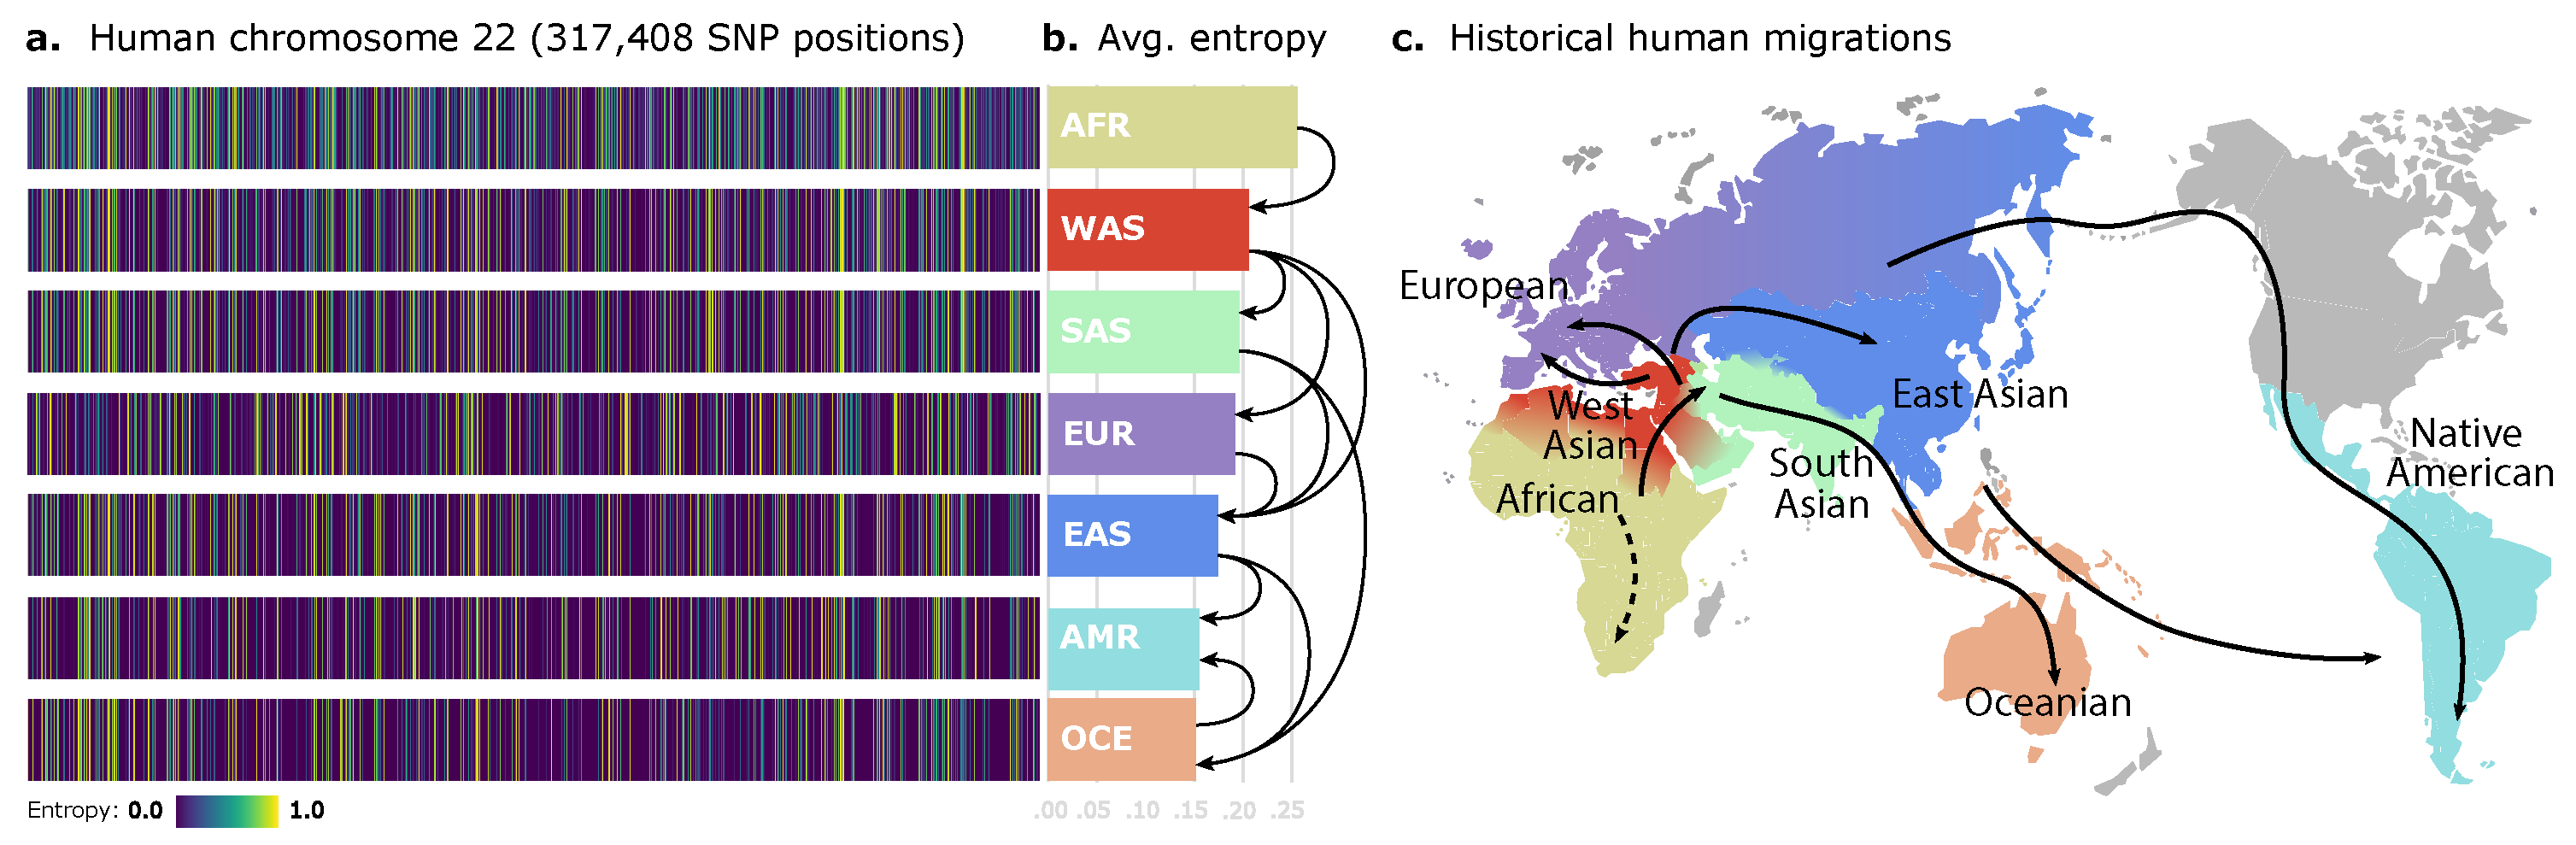 a. Human chromosome 22 (317,408 SNP positions)
b. Avg. entropy
c. Historical human migrations
AFR
WAS
SAS
EUR
EAS
AMR
OCE
Entropy: 0.0 1.0
.00 .05 .10 .15 .20 .25
European
West
Asian
African
South
Asian
East Asian
Oceanian
Native
American